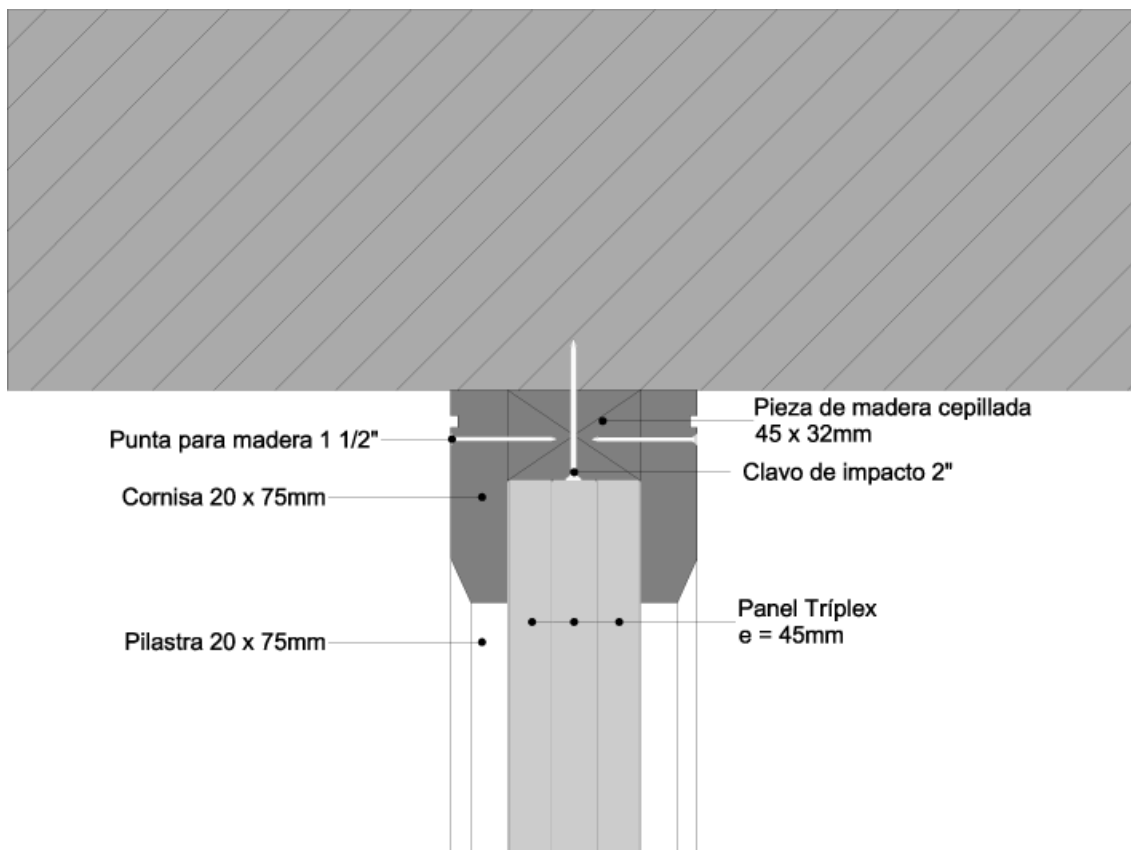 Punta para madera 1 1/2"
Cornisa 20 x 75mm
Pilastra 20 x 75mm
Pieza de madera cepillada
45 x 32mm
Clavo de impacto 2"
Panel Tríplex
e = 45mm